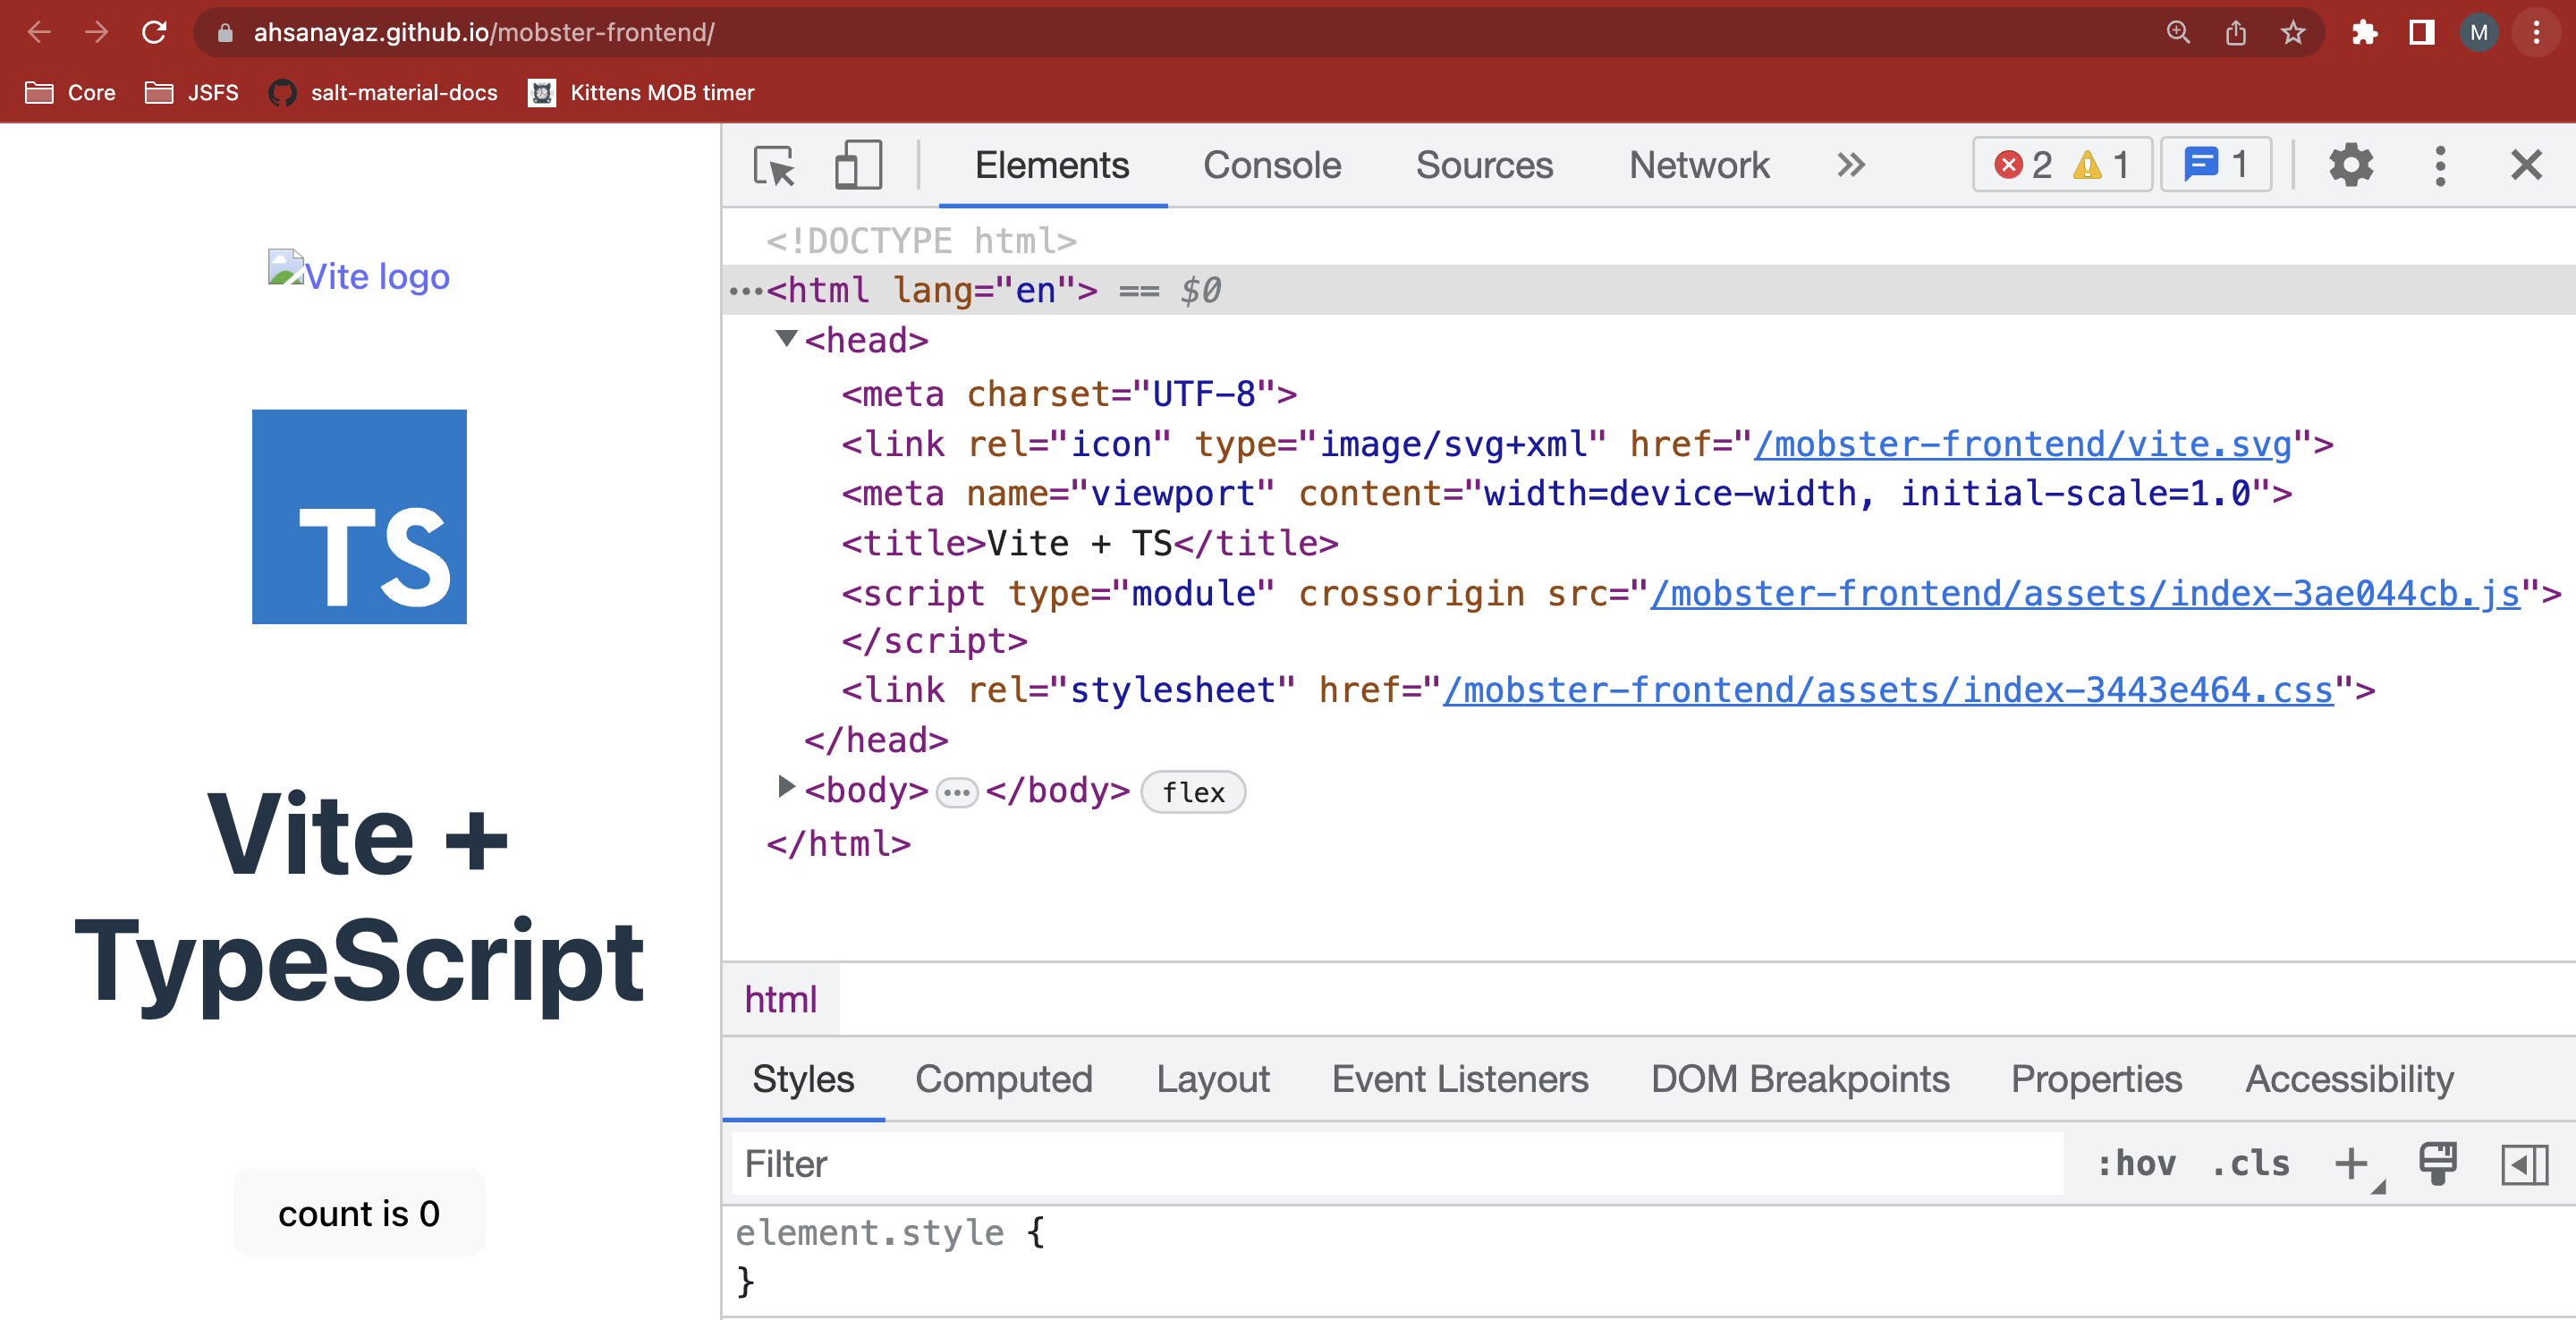 ahsanayaz.github.io/mobster-frontend/
M
Core JSFS salt-material-docs Kittens MOB timer
Vite logo
TS
Vite +
TypeScript
count is 0
Elements Console Sources Network 2 1 1
<!DOCTYPE html>
<html lang="en"> == $0
<head>
<meta charset="UTF-8">
<link rel="icon" type="image/svg+xml" href="/mobster-frontend/vite.svg">
<meta name="viewport" content="width=device-width, initial-scale=1.0">
<title>Vite + TS</title>
<script type="module" crossorigin src="/mobster-frontend/assets/index-3ae044cb.js">
</script>
<link rel="stylesheet" href="/mobster-frontend/assets/index-3443e464.css">
</head>
<body> </body> flex
</html>
html
Styles Computed Layout Event Listeners DOM Breakpoints Properties Accessibility
Filter :hov .cls
element.style {
}